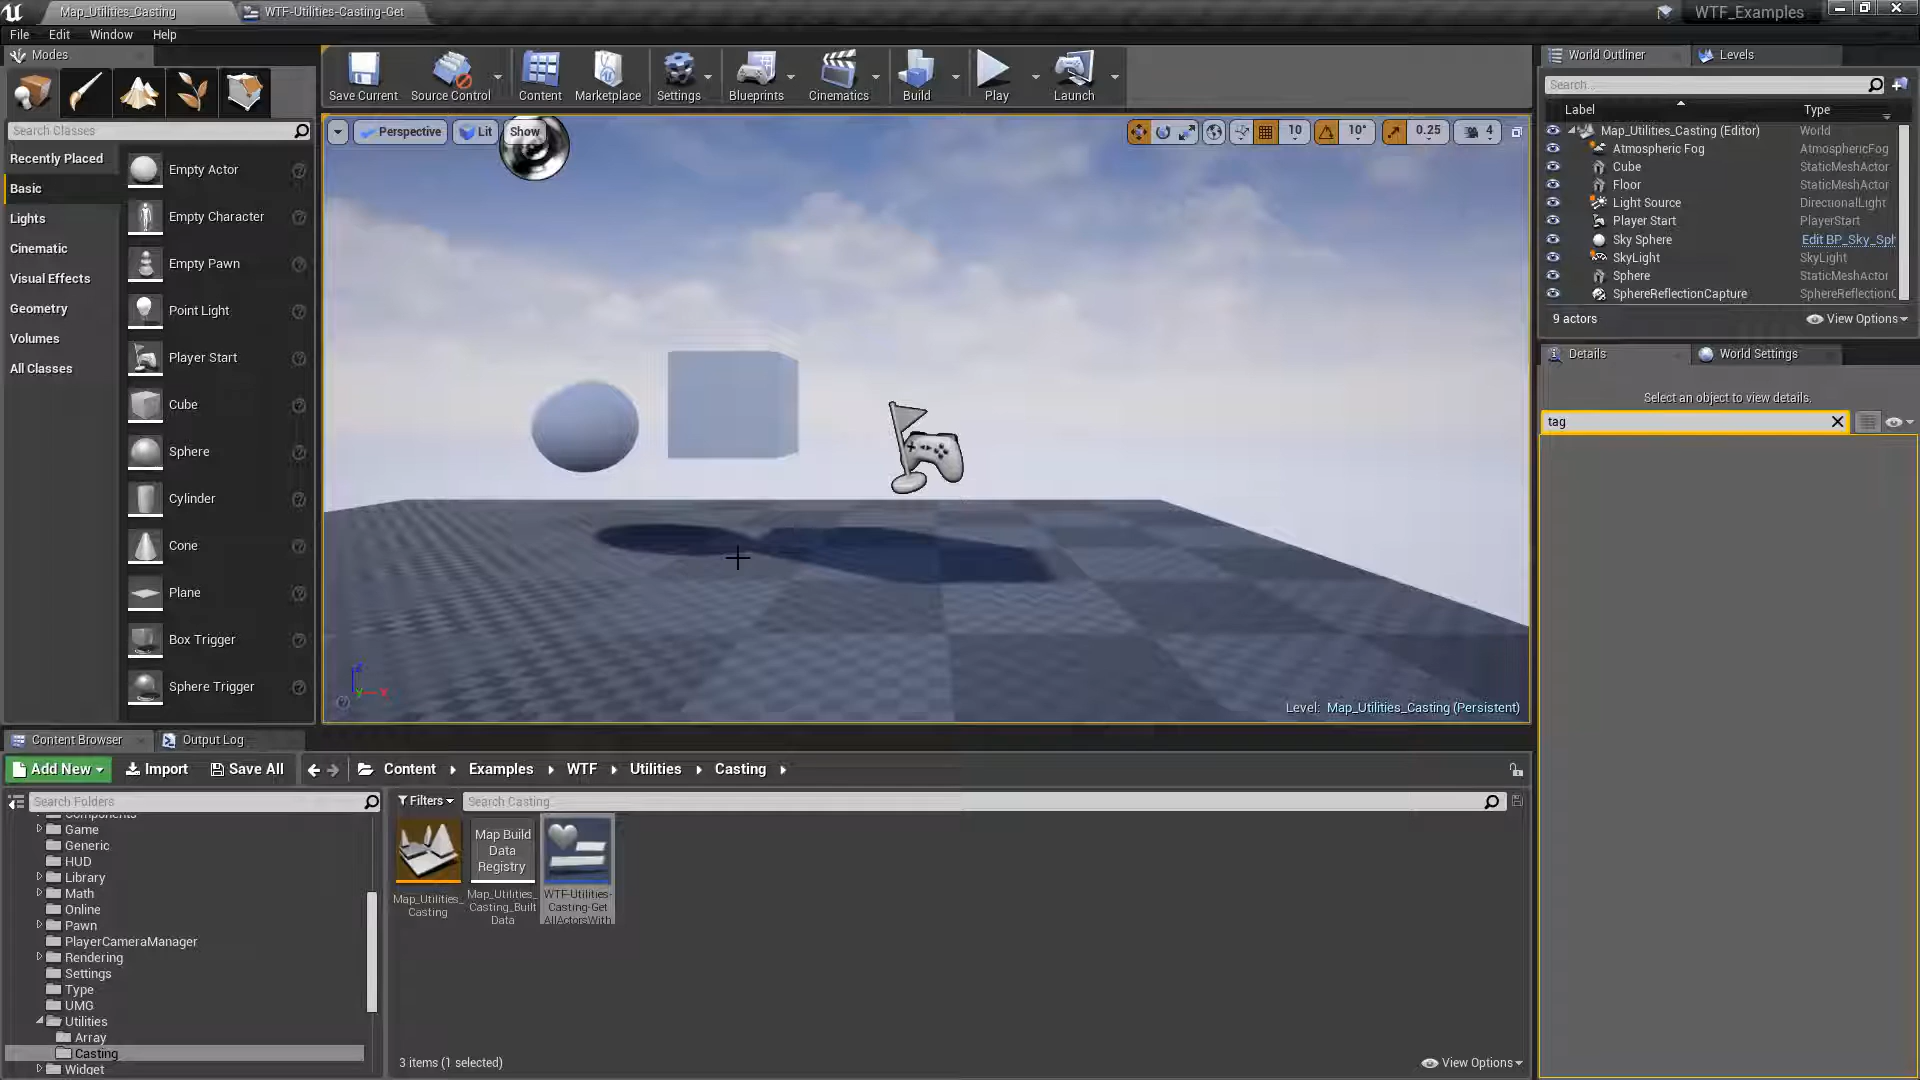 Map_Utilities_Casting
WTF-Utilities-Casting-Get
WTF_Examples
File Edit Window Help
Modes
Save Current
Source Control
Content
Marketplace
Settings
Blueprints
Cinematics
Build
Play
Launch
Search Classes
Recently Placed
Basic
Lights
Cinematic
Visual Effects
Geometry
Volumes
All Classes
Empty Actor
Empty Character
Empty Pawn
Point Light
Player Start
Cube
Sphere
Cylinder
Cone
Plane
Box Trigger
Sphere Trigger
Perspective
Lit
Show
10
10°
0.25
4
Level: Map_Utilities_Casting (Persistent)
World Outliner
Levels
Search...
Label Type
Map_Utilities_Casting (Editor) World
Atmospheric Fog AtmosphericFog
Cube StaticMeshActor
Floor StaticMeshActor
Light Source DirectionalLight
Player Start PlayerStart
Sky Sphere Edit BP_Sky_Sph
SkyLight SkyLight
Sphere StaticMeshActor
SphereReflectionCapture SphereReflectionC
9 actors
View Options
Details
World Settings
Select an object to view details.
tag
Content Browser
Output Log
Add New
Import
Save All
Content
Examples
WTF
Utilities
Casting
Search Folders
Filters
Search Casting
Components
Game
Generic
HUD
Library
Math
Online
Pawn
PlayerCameraManager
Rendering
Settings
Type
UMG
Utilities
Array
Casting
Widget
Map_Utilities_
Casting
Map Build
Data
Registry
Map_Utilities_
Casting_Built
Data
WTF-Utilities-
Casting-Get
AllActorsWith
3 items (1 selected)
View Options